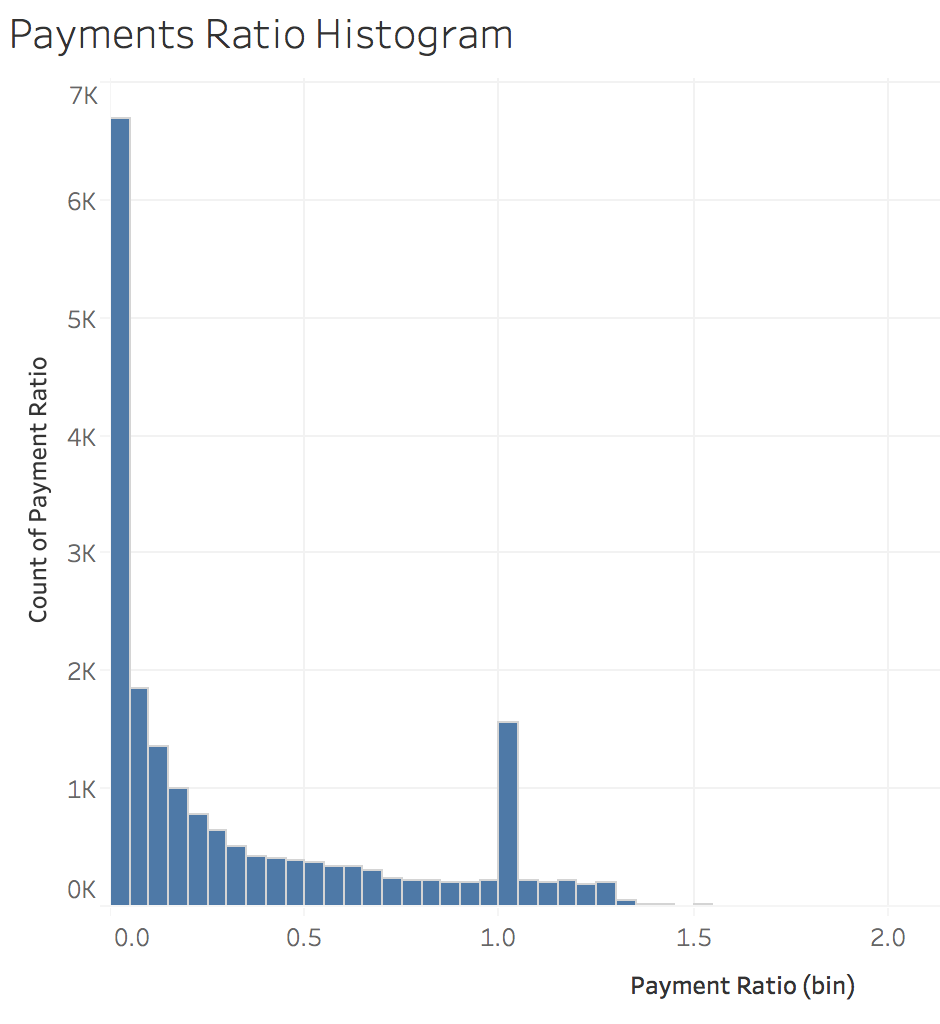 Payments Ratio Histogram
7K
6K
5K
4K
3K
2K
1K
0K
Count of Payment Ratio
0.0 0.5 1.0 1.5 2.0
Payment Ratio (bin)